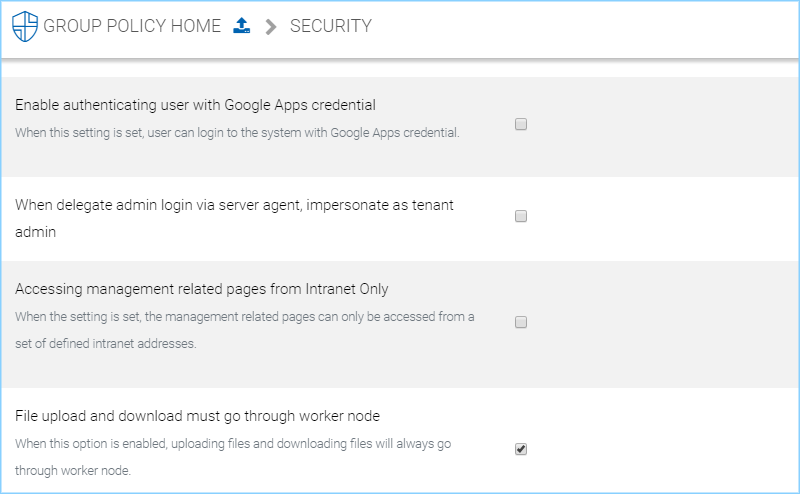 GROUP POLICY HOME SECURITY
Enable authenticating user with Google Apps credential
When this setting is set, user can login to the system with Google Apps credential.
When delegate admin login via server agent, impersonate as tenant
admin
Accessing management related pages from Intranet Only
When the setting is set, the management related pages can only be accessed from a
set of defined intranet addresses.
File upload and download must go through worker node
When this option is enabled, uploading files and downloading files will always go
through worker node.